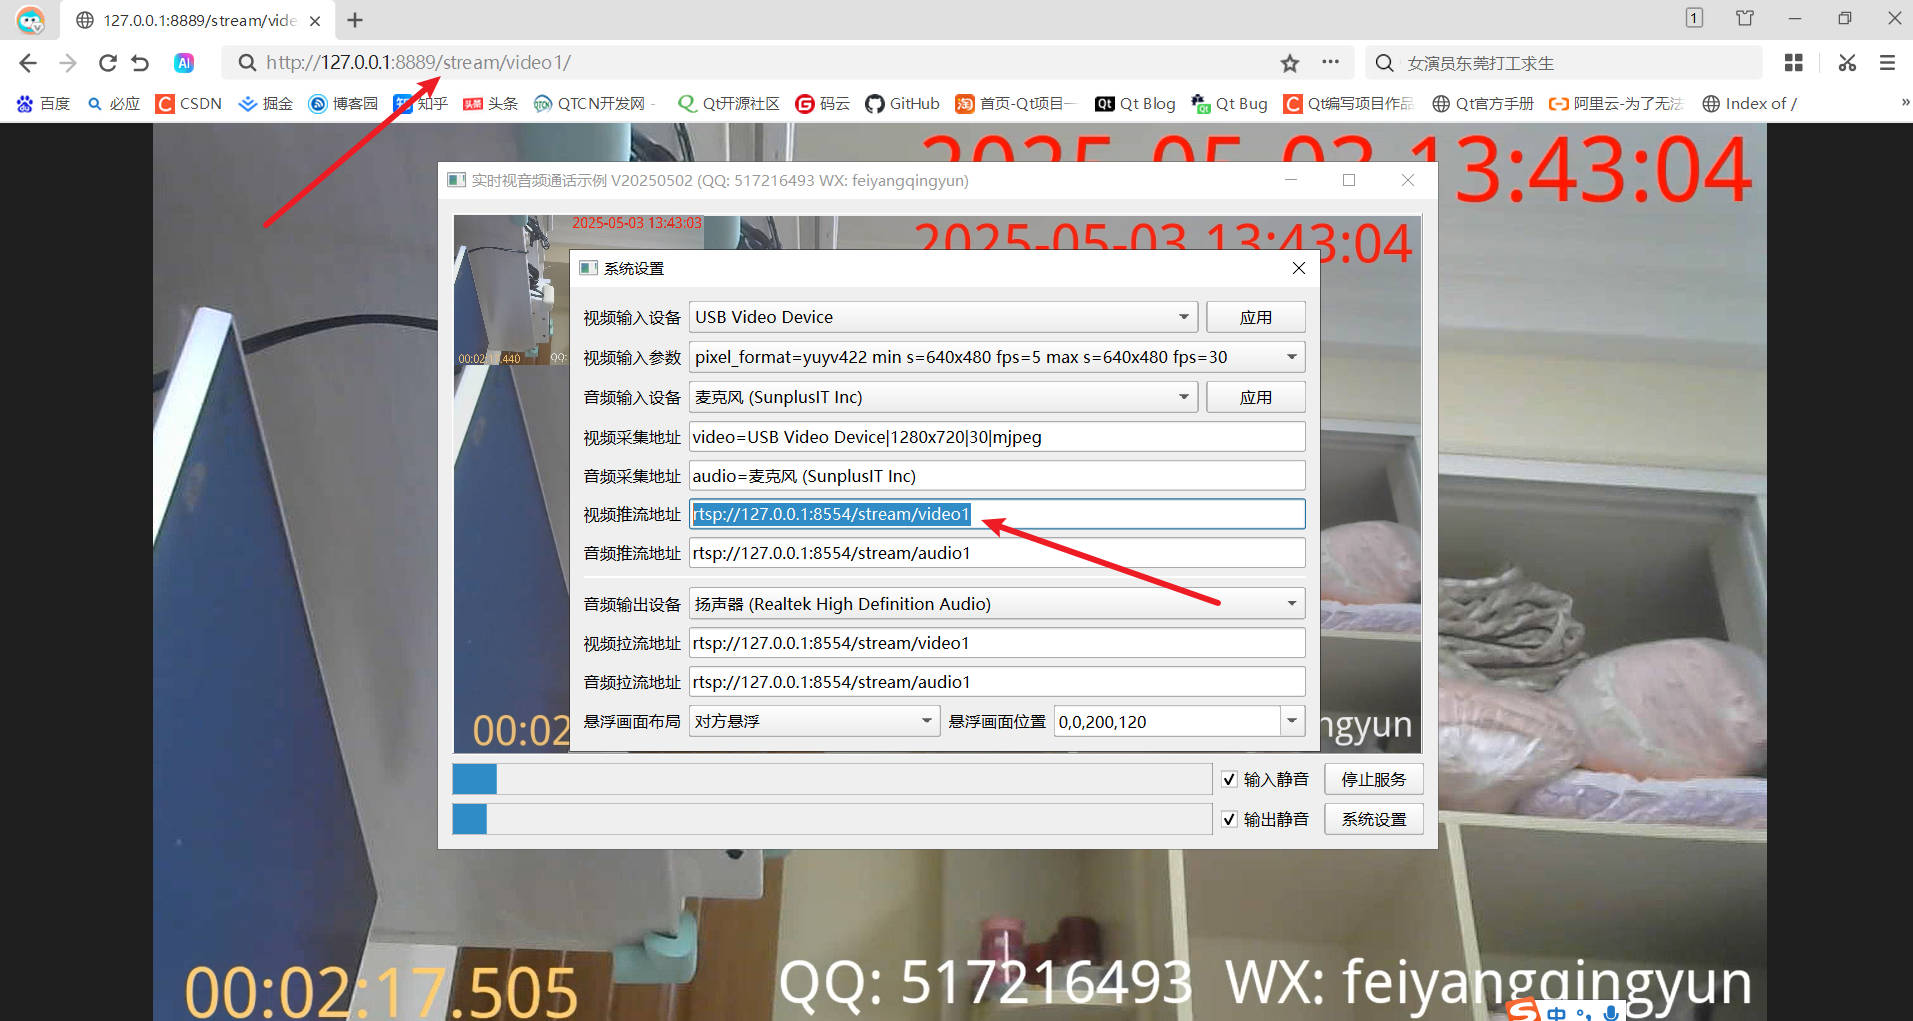 127.0.0.1:8889/stream/vide
1
http://127.0.0.1:8889/stream/video1/
女演员东莞打工求生
百度 必应 CSDN 掘金 博客园 知乎 头条 QTCN开发网 - Qt开源社区 码云 GitHub 首页-Qt项目一 Qt Blog Qt Bug Qt编写项目作品 Qt官方手册 阿里云-为了无法 Index of /
2025-05-03 13:43:04
实时视音频通话示例 V20250502 (QQ: 517216493 WX: feiyangqingyun)
2025-05-03 13:43:03
2025-05-03 13:43:04
系统设置
视频输入设备 USB Video Device 应用
视频输入参数 pixel_format=yuyv422 min s=640x480 fps=5 max s=640x480 fps=30
音频输入设备 麦克风 (SunplusIT Inc) 应用
视频采集地址 video=USB Video Device|1280x720|30|mjpeg
音频采集地址 audio=麦克风 (SunplusIT Inc)
视频推流地址 rtsp://127.0.0.1:8554/stream/video1
音频推流地址 rtsp://127.0.0.1:8554/stream/audio1
音频输出设备 扬声器 (Realtek High Definition Audio)
视频拉流地址 rtsp://127.0.0.1:8554/stream/video1
音频拉流地址 rtsp://127.0.0.1:8554/stream/audio1
悬浮画面布局 对方悬浮 悬浮画面位置 0,0,200,120
00:02
ngyun
输入静音 停止服务
输出静音 系统设置
00:02:17.505
QQ: 517216493 WX: feiyangqingyun
中